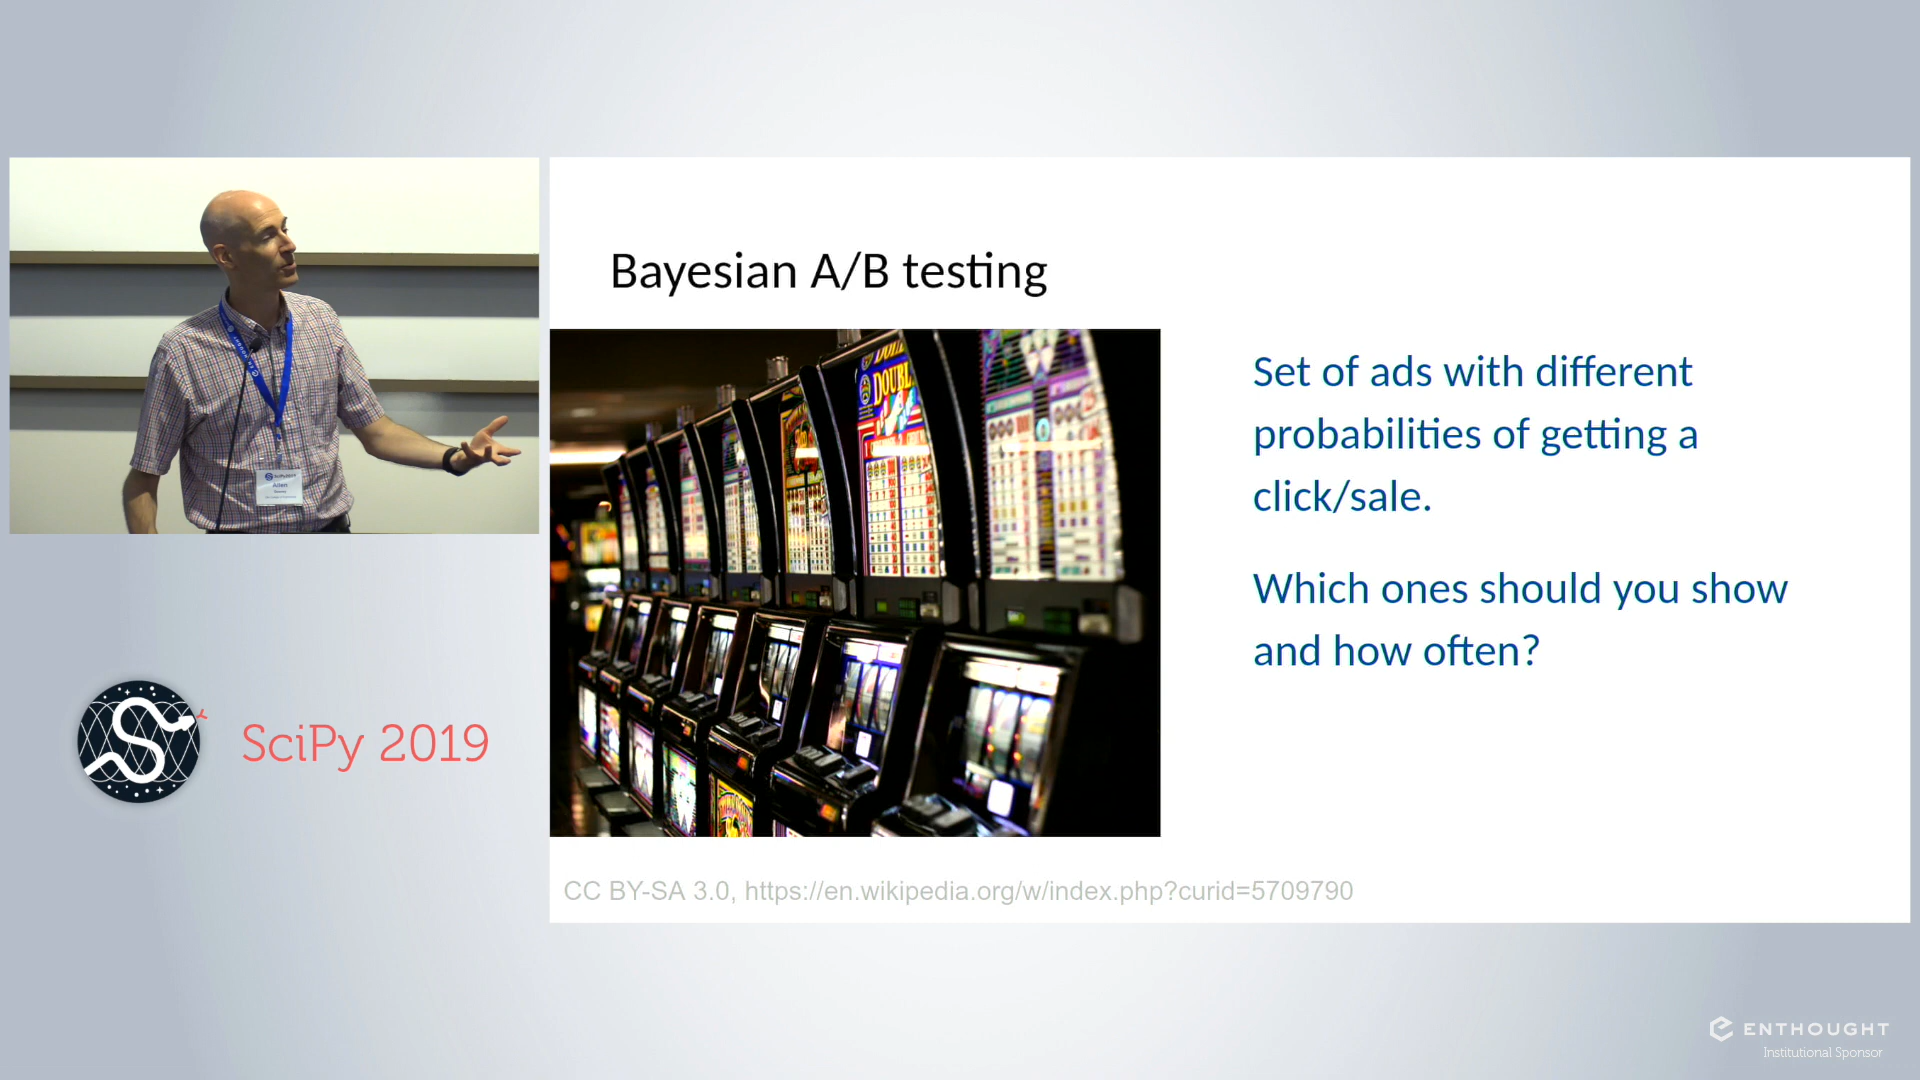 Bayesian A/B testing
Set of ads with different
probabilities of getting a
click/sale.
Which ones should you show
and how often?
DOUBL
Allen
SciPy 2019
CC BY-SA 3.0, https://en.wikipedia.org/w/index.php?curid=5709790
ENTHOUGHT
Institutional Sponsor